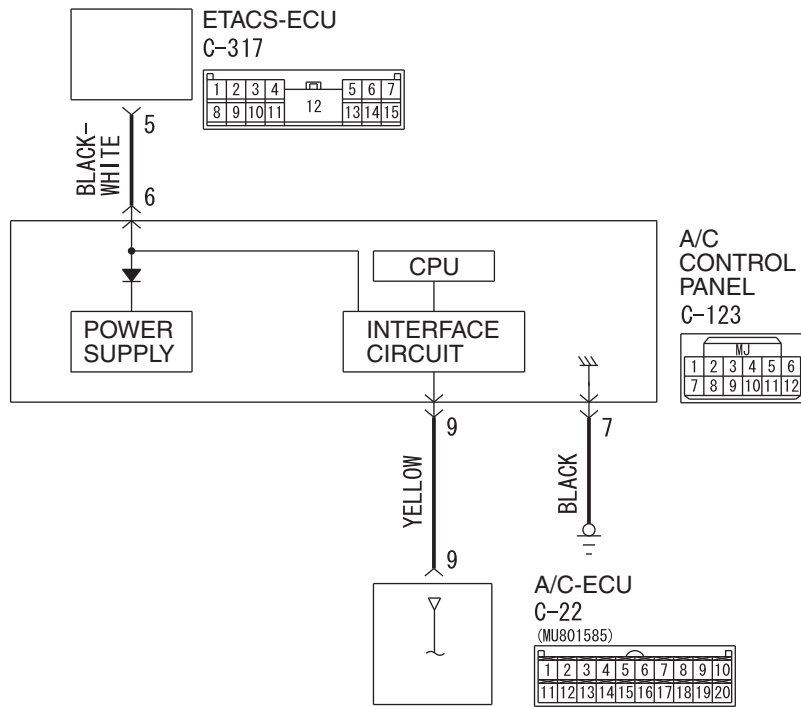 ETACS-ECU
C-317
1 2 3 4 5 6 7
8 9 10 11 12 13 14 15
5
BLACK-
WHITE
6
A/C
CONTROL
PANEL
C-123
MJ
1 2 3 4 5 6
7 8 9 10 11 12
CPU
POWER
SUPPLY
INTERFACE
CIRCUIT
9
7
YELLOW
BLACK
9
A/C-ECU
C-22
(MU801585)
1 2 3 4 5 6 7 8 9 10
11 12 13 14 15 16 17 18 19 20